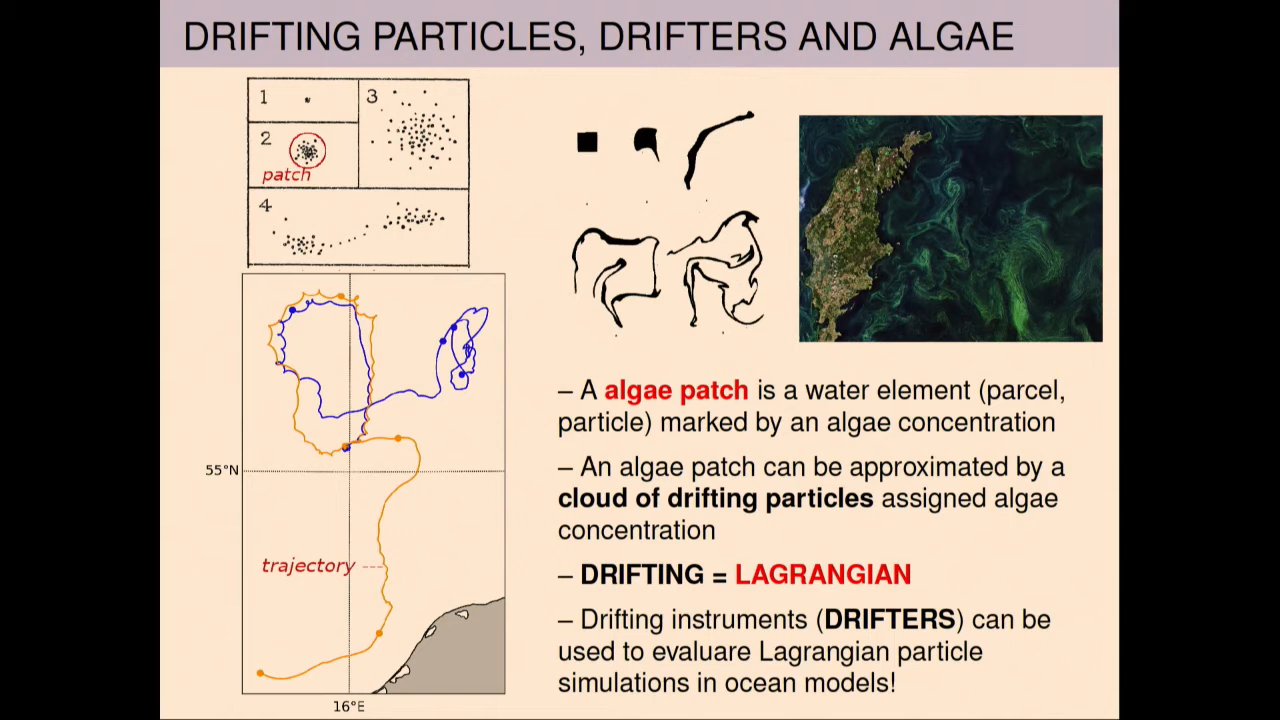 DRIFTING PARTICLES, DRIFTERS AND ALGAE
1
3
2
patch
4
55°N
trajectory
16°E
– A algae patch is a water element (parcel,
particle) marked by an algae concentration
– An algae patch can be approximated by a
cloud of drifting particles assigned algae
concentration
– DRIFTING = LAGRANGIAN
– Drifting instruments (DRIFTERS) can be
used to evaluare Lagrangian particle
simulations in ocean models!